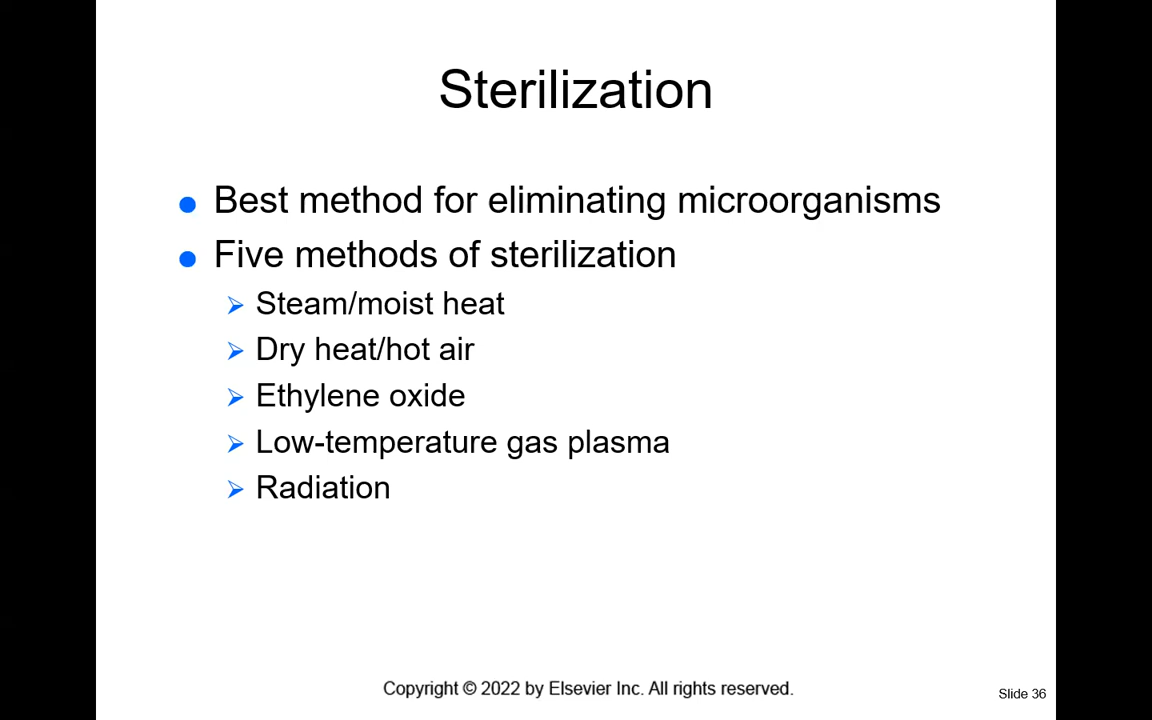 Sterilization
Best method for eliminating microorganisms
Five methods of sterilization
Steam/moist heat
Dry heat/hot air
Ethylene oxide
Low-temperature gas plasma
Radiation
Copyright © 2022 by Elsevier Inc. All rights reserved.
Slide 36